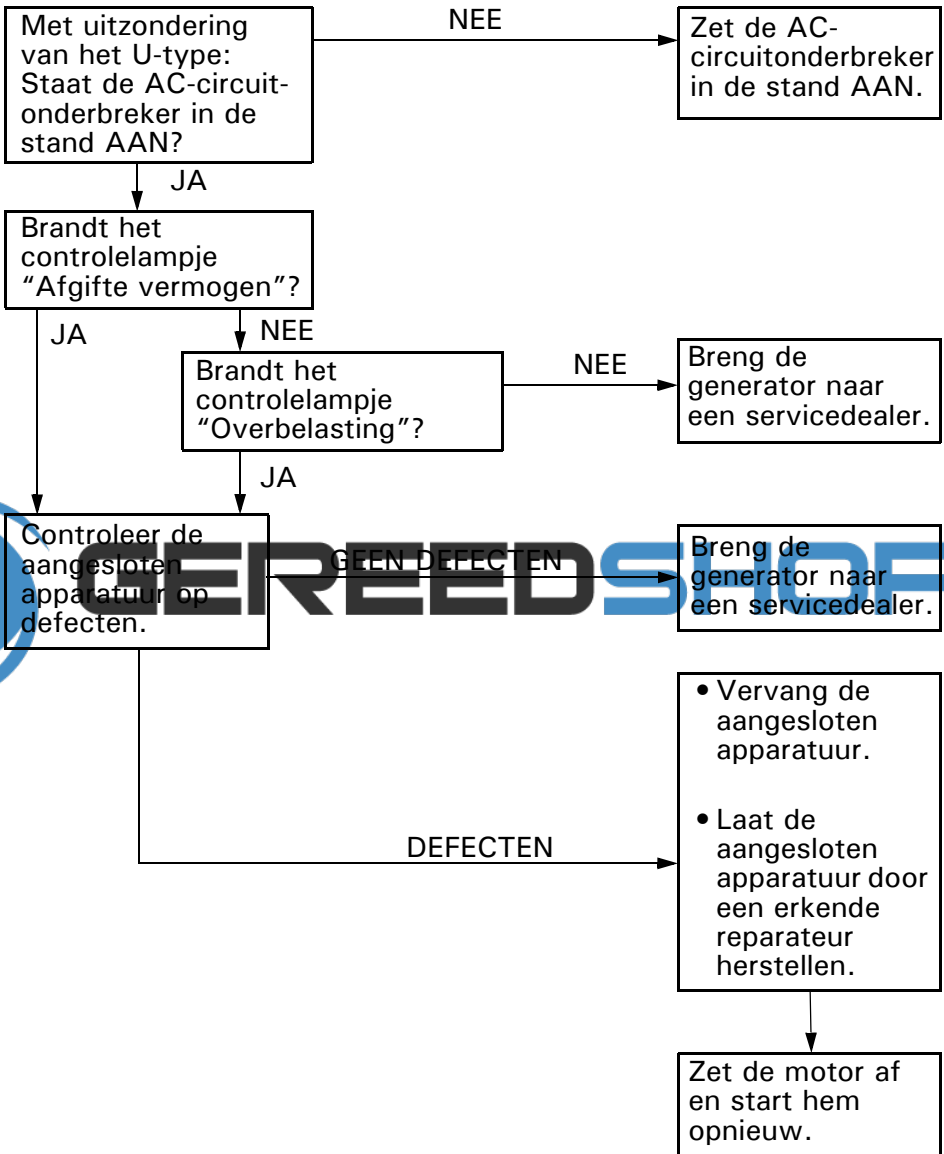 Met uitzondering
van het U-type:
Staat de AC-circuit-
onderbreker in de
stand AAN?
NEE
Zet de AC-
circuitonderbreker
in de stand AAN.
JA
Brandt het
controlelampje
“Afgifte vermogen”?
JA
NEE
Brandt het
controlelampje
“Overbelasting”?
NEE
Breng de
generator naar
een servicedealer.
JA
Controleer de
aangesloten
apparatuur op
defecten.
GEEN DEFECTEN
Breng de
generator naar
een servicedealer.
GEREEDSHOP
DEFECTEN
• Vervang de
aangesloten
apparatuur.
• Laat de
aangesloten
apparatuur door
een erkende
reparateur
herstellen.
Zet de motor af
en start hem
opnieuw.